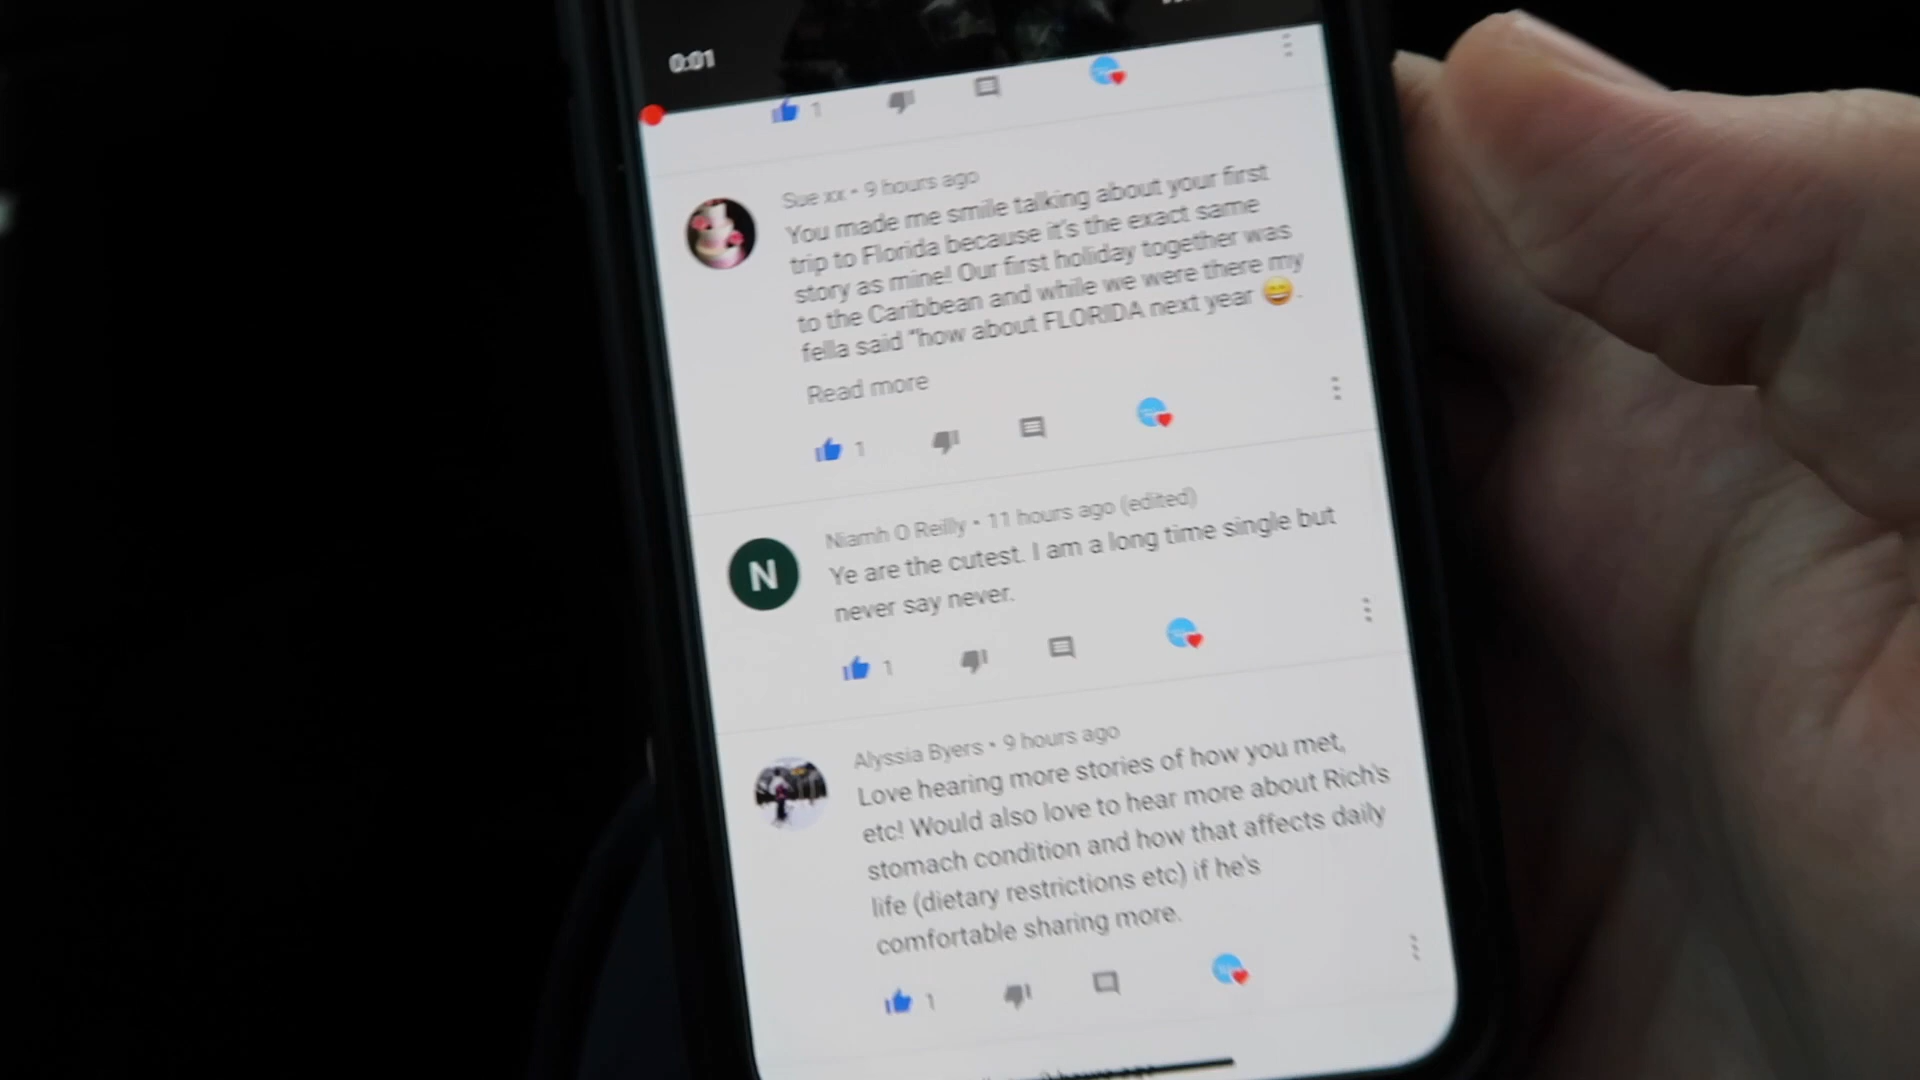 0:01
1
Sue xx • 9 hours ago
You made me smile talking about your first
trip to Florida because it's the exact same
story as mine! Our first holiday together was
to the Caribbean and while we were there my
fella said "how about FLORIDA next year 😄.
Read more
1
Niamh O Reilly • 11 hours ago (edited)
N
Ye are the cutest. I am a long time single but
never say never.
1
Alyssia Byers • 9 hours ago
Love hearing more stories of how you met,
etc! Would also love to hear more about Rich's
stomach condition and how that affects daily
life (dietary restrictions etc) if he's
comfortable sharing more.
1